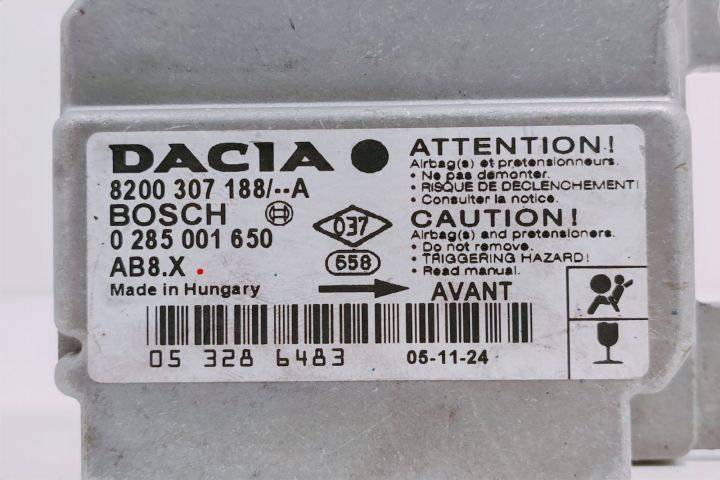 DACIA
8200 307 188/--A
BOSCH
0 285 001 650
AB8.X
Made in Hungary
037
658
ATTENTION!
Airbag(s) et pretensionneurs.
• Ne pas demonter.
• RISQUE DE DECLENCHEMENT!
• Consulter la notice.
CAUTION!
Airbag(s) and pretensioners.
• Do not remove.
• TRIGGERING HAZARD!
• Read manual.
AVANT
05 328 6483
05-11-24